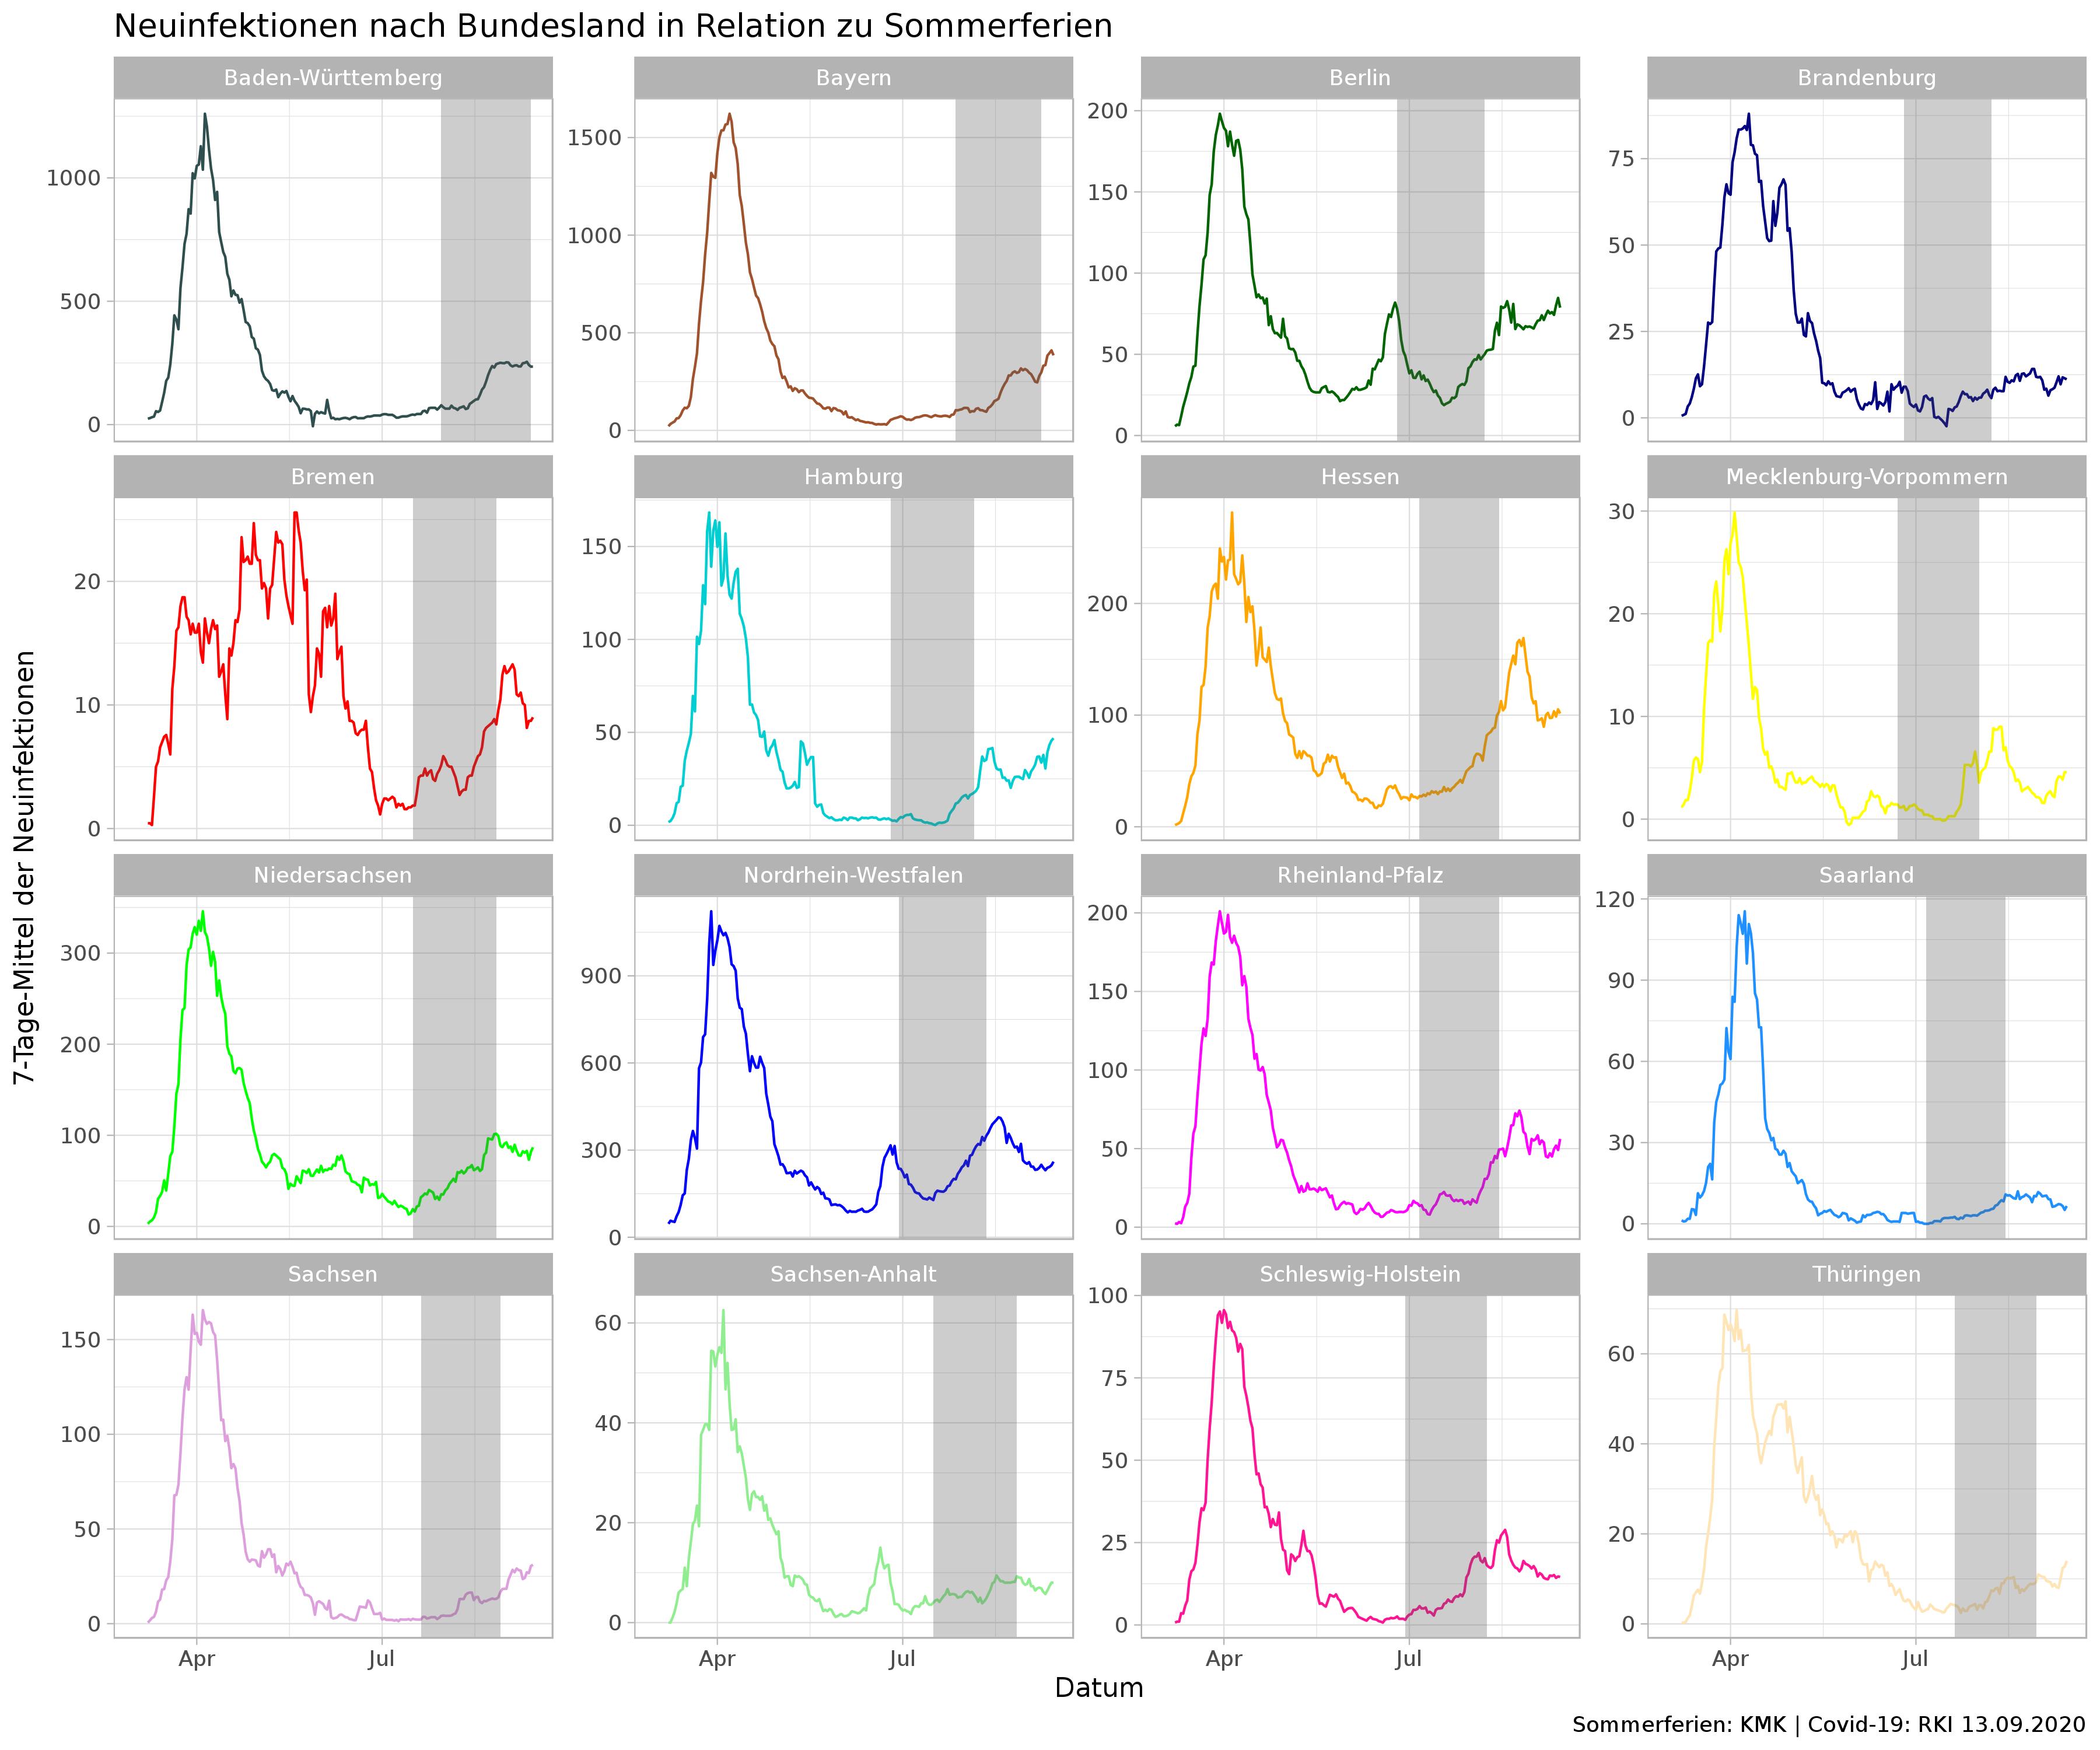 Neuinfektionen nach Bundesland in Relation zu Sommerferien
7-Tage-Mittel der Neuinfektionen
Baden-Württemberg
1000
500
0
Bayern
1500
1000
500
0
Berlin
200
150
100
50
0
Brandenburg
75
50
25
0
Bremen
20
10
0
Hamburg
150
100
50
0
Hessen
200
100
0
Mecklenburg-Vorpommern
30
20
10
0
Niedersachsen
300
200
100
0
Nordrhein-Westfalen
900
600
300
0
Rheinland-Pfalz
200
150
100
50
0
Saarland
120
90
60
30
0
Sachsen
150
100
50
0
Apr Jul
Sachsen-Anhalt
60
40
20
0
Apr Jul
Schleswig-Holstein
100
75
50
25
0
Apr Jul
Thüringen
60
40
20
0
Apr Jul
Datum
Sommerferien: KMK | Covid-19: RKI 13.09.2020